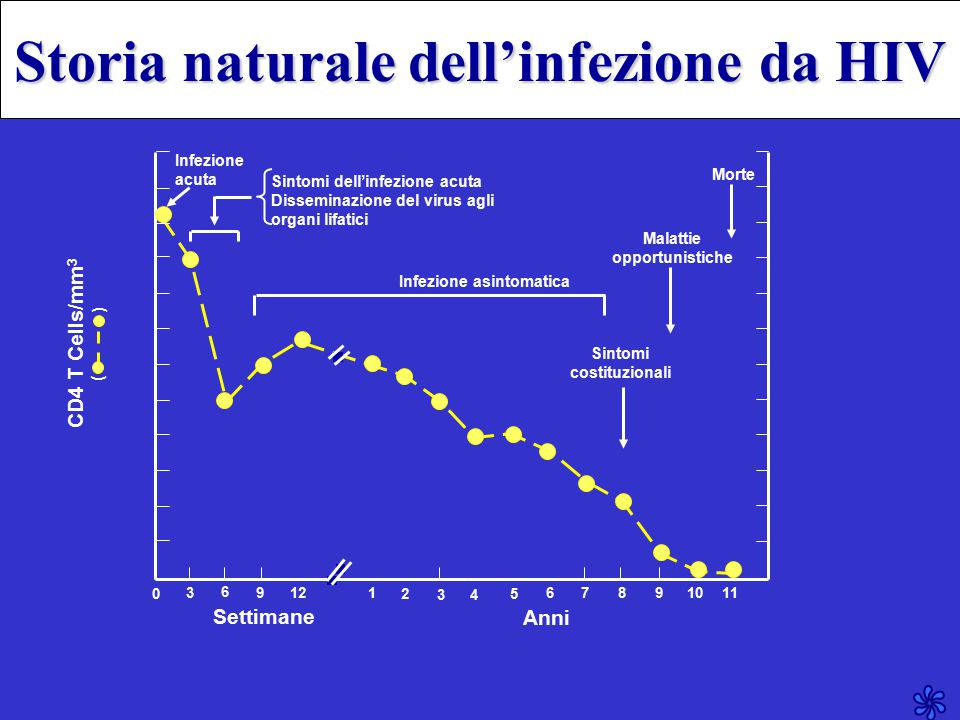 Storia naturale dell’infezione da HIV
Infezione
acuta
Sintomi dell’infezione acuta
Disseminazione del virus agli
organi lifatici
Morte
Malattie
opportunistiche
Infezione asintomatica
Sintomi
costituzionali
CD4 T Cells/mm³
( )
0 3 6 9 12 1 2 3 4 5 6 7 8 9 10 11
Settimane
Anni